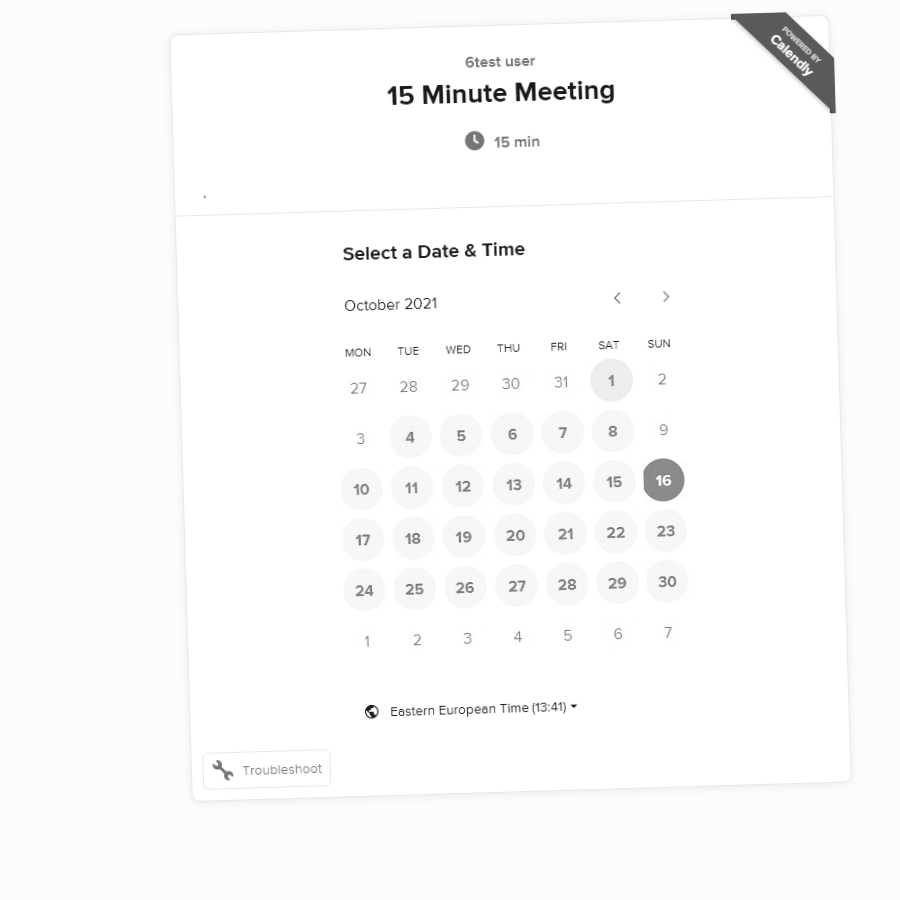 POWERED BY
Calendly
6test user
15 Minute Meeting
15 min
.
Select a Date & Time
October 2021
MON TUE WED THU FRI SAT SUN
27 28 29 30 31 1 2
3 4 5 6 7 8 9
10 11 12 13 14 15 16
17 18 19 20 21 22 23
24 25 26 27 28 29 30
1 2 3 4 5 6 7
Eastern European Time (13:41)
Troubleshoot